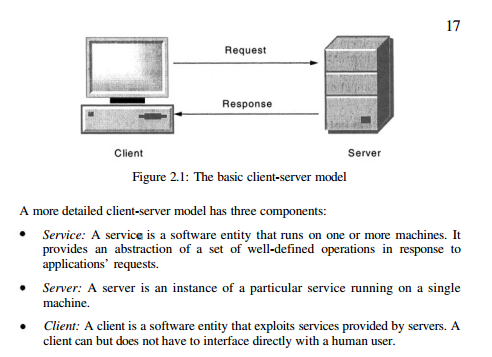 17
Request
Response
Client
Server
Figure 2.1: The basic client-server model
A more detailed client-server model has three components:
• Service: A service is a software entity that runs on one or more machines. It
provides an abstraction of a set of well-defined operations in response to
applications' requests.
• Server: A server is an instance of a particular service running on a single
machine.
• Client: A client is a software entity that exploits services provided by servers. A
client can but does not have to interface directly with a human user.